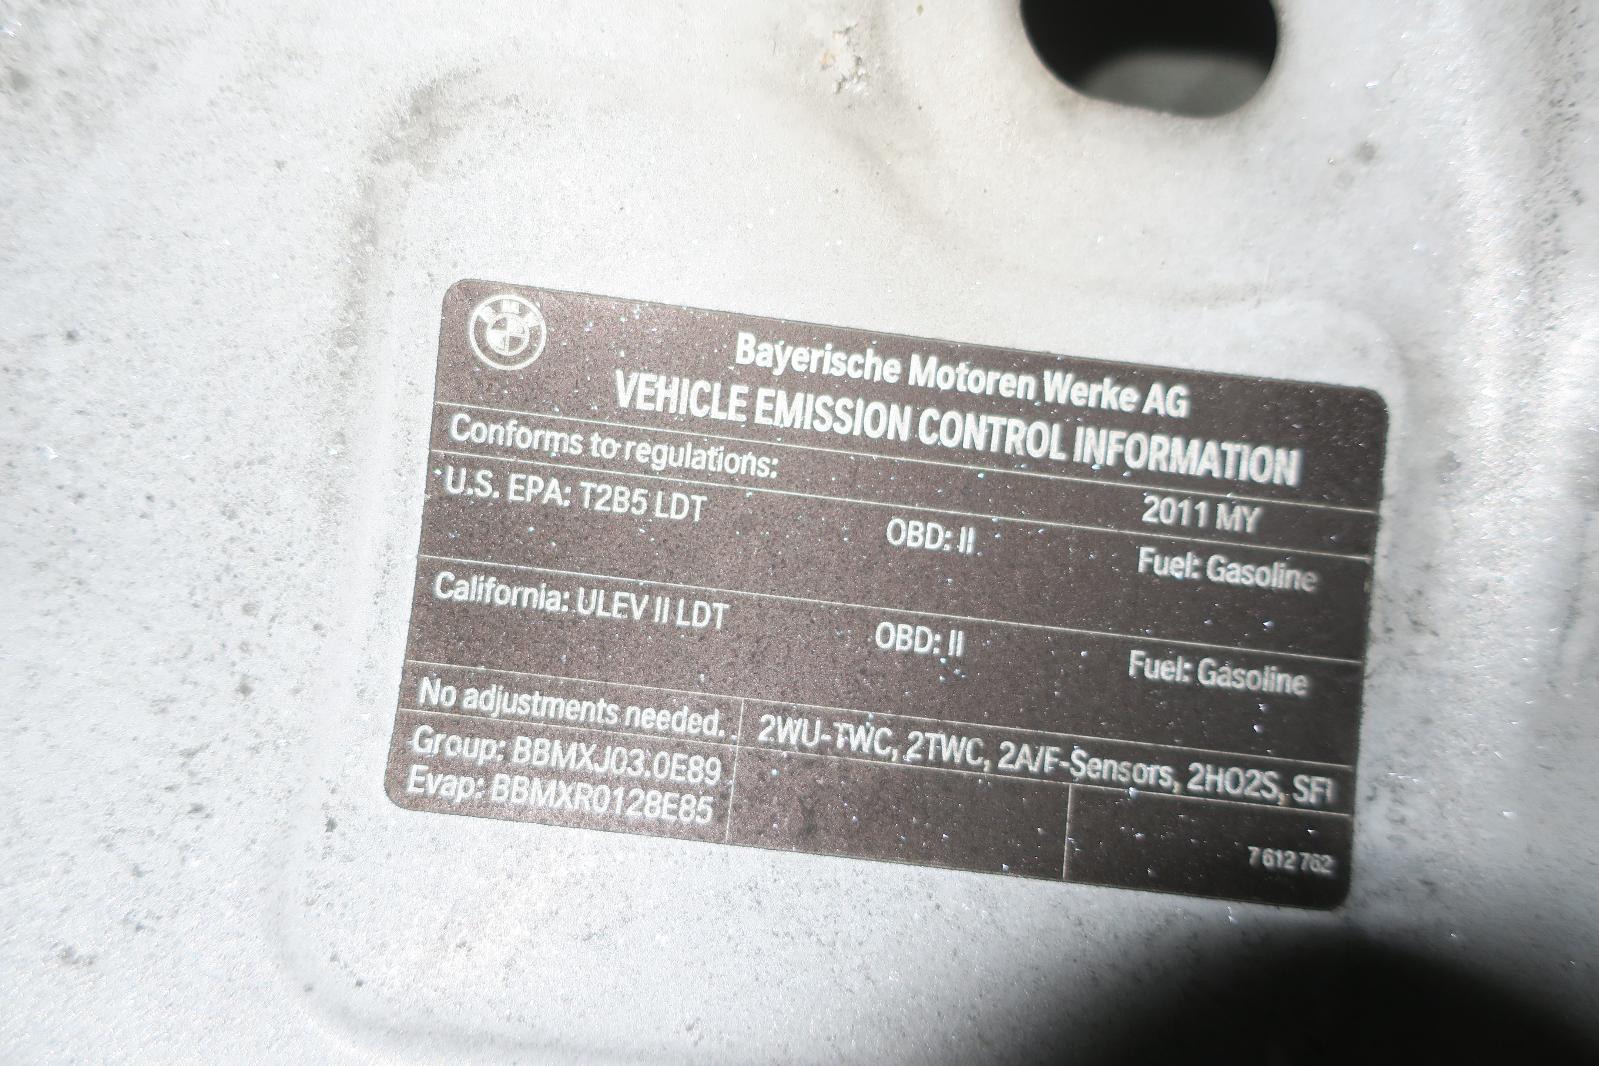 BMW
Bayerische Motoren Werke AG
VEHICLE EMISSION CONTROL INFORMATION
Conforms to regulations: 2011 MY
U.S. EPA: T2B5 LDT OBD: II Fuel: Gasoline
California: ULEV II LDT OBD: II Fuel: Gasoline
No adjustments needed. 2WU-TWC, 2TWC, 2A/F-Sensors, 2HO2S, SFI
Group: BBMXJ03.0E89
Evap: BBMXR0128E85
7 612 762